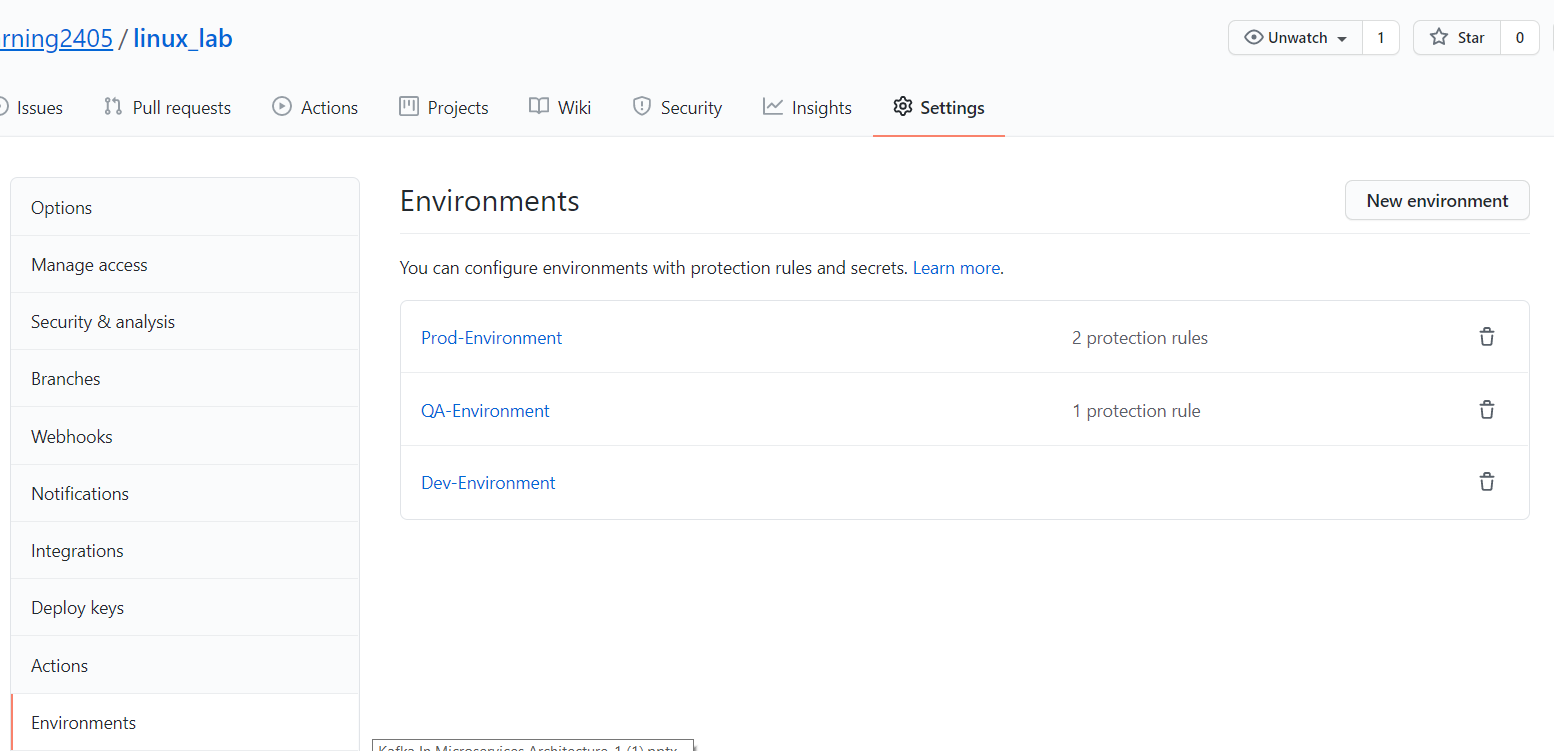 rning2405 / linux_lab
Unwatch 1 Star 0
Issues Pull requests Actions Projects Wiki Security Insights Settings
Options
Manage access
Security & analysis
Branches
Webhooks
Notifications
Integrations
Deploy keys
Actions
Environments
Environments
New environment
You can configure environments with protection rules and secrets. Learn more.
Prod-Environment 2 protection rules
QA-Environment 1 protection rule
Dev-Environment
Kafka In Microservices Architecture 1 (1).pptx